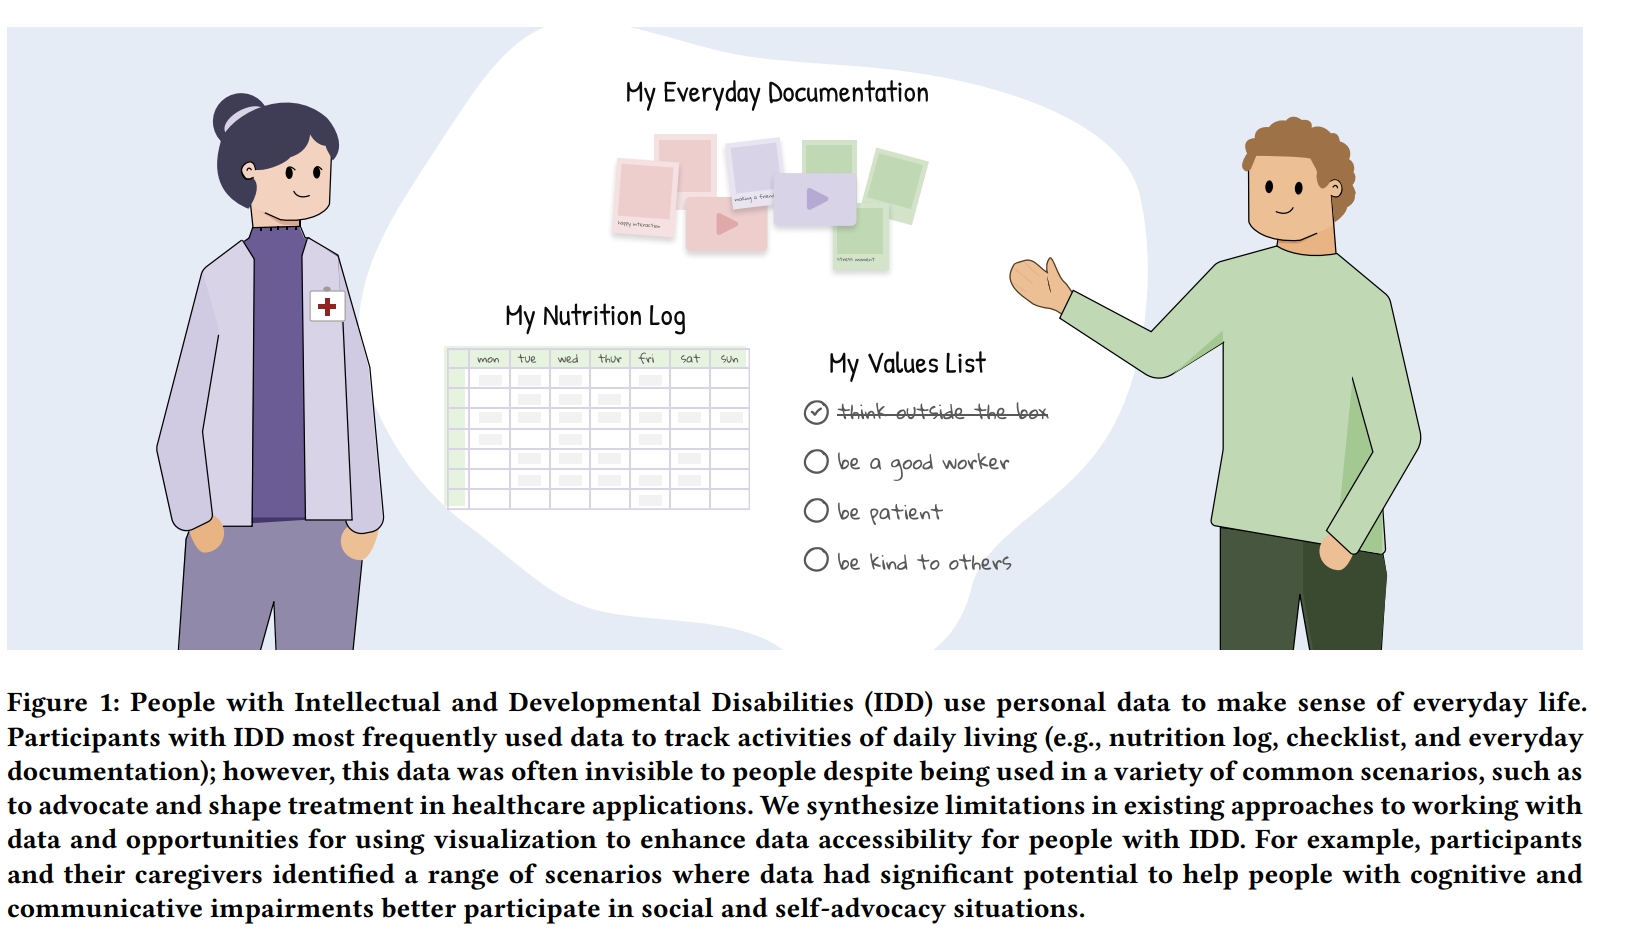 My Everyday Documentation
happy interaction
making a friend
stress moment
My Nutrition Log
mon tue wed thur fri sat sun
My Values List
think outside the box
be a good worker
be patient
be kind to others
Figure 1: People with Intellectual and Developmental Disabilities (IDD) use personal data to make sense of everyday life.
Participants with IDD most frequently used data to track activities of daily living (e.g., nutrition log, checklist, and everyday
documentation); however, this data was often invisible to people despite being used in a variety of common scenarios, such as
to advocate and shape treatment in healthcare applications. We synthesize limitations in existing approaches to working with
data and opportunities for using visualization to enhance data accessibility for people with IDD. For example, participants
and their caregivers identified a range of scenarios where data had significant potential to help people with cognitive and
communicative impairments better participate in social and self-advocacy situations.